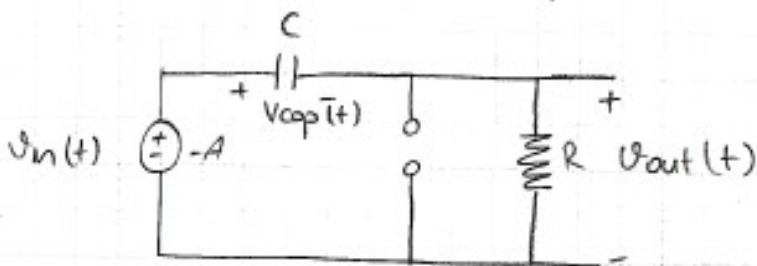 C
+ Vcap(t) -
vin(t) + - -A
R vout(t)
+
-